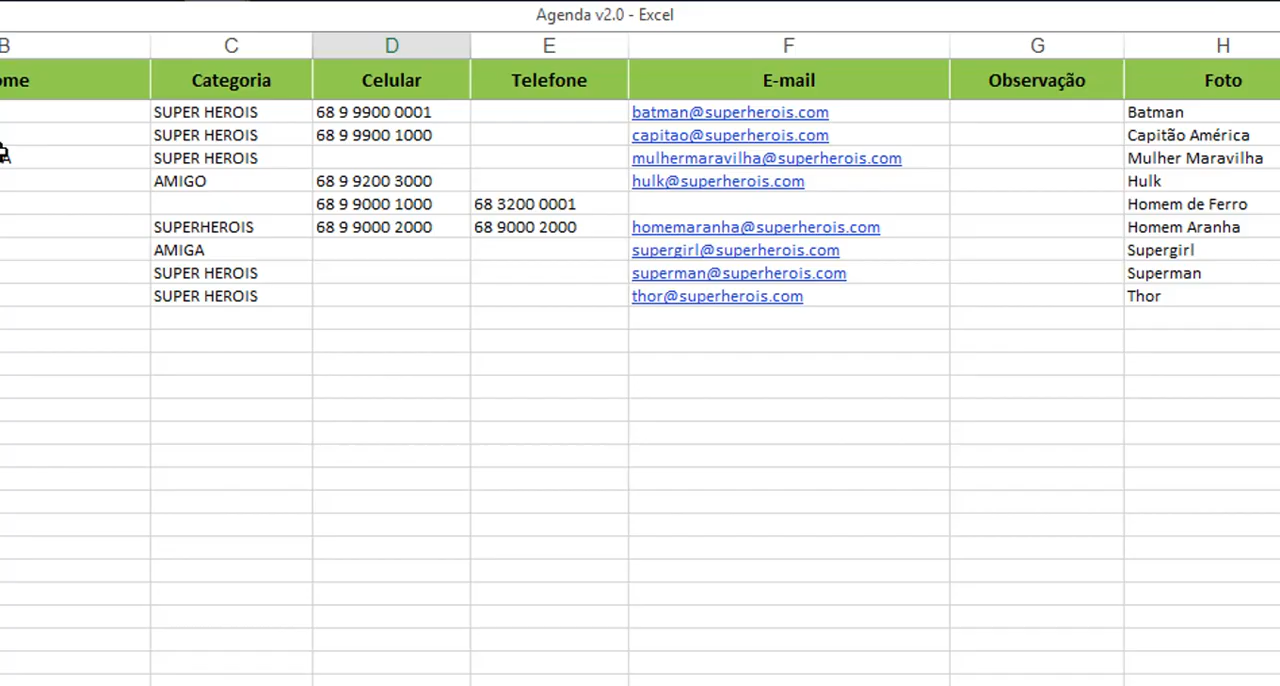 Agenda v2.0 - Excel
B C D E F G H
ome Categoria Celular Telefone E-mail Observação Foto
SUPER HEROIS 68 9 9900 0001 batman@superherois.com Batman
SUPER HEROIS 68 9 9900 1000 capitao@superherois.com Capitão América
A SUPER HEROIS mulhermaravilha@superherois.com Mulher Maravilha
AMIGO 68 9 9200 3000 hulk@superherois.com Hulk
68 9 9000 1000 68 3200 0001 Homem de Ferro
SUPERHEROIS 68 9 9000 2000 68 9000 2000 homemaranha@superherois.com Homem Aranha
AMIGA supergirl@superherois.com Supergirl
SUPER HEROIS superman@superherois.com Superman
SUPER HEROIS thor@superherois.com Thor